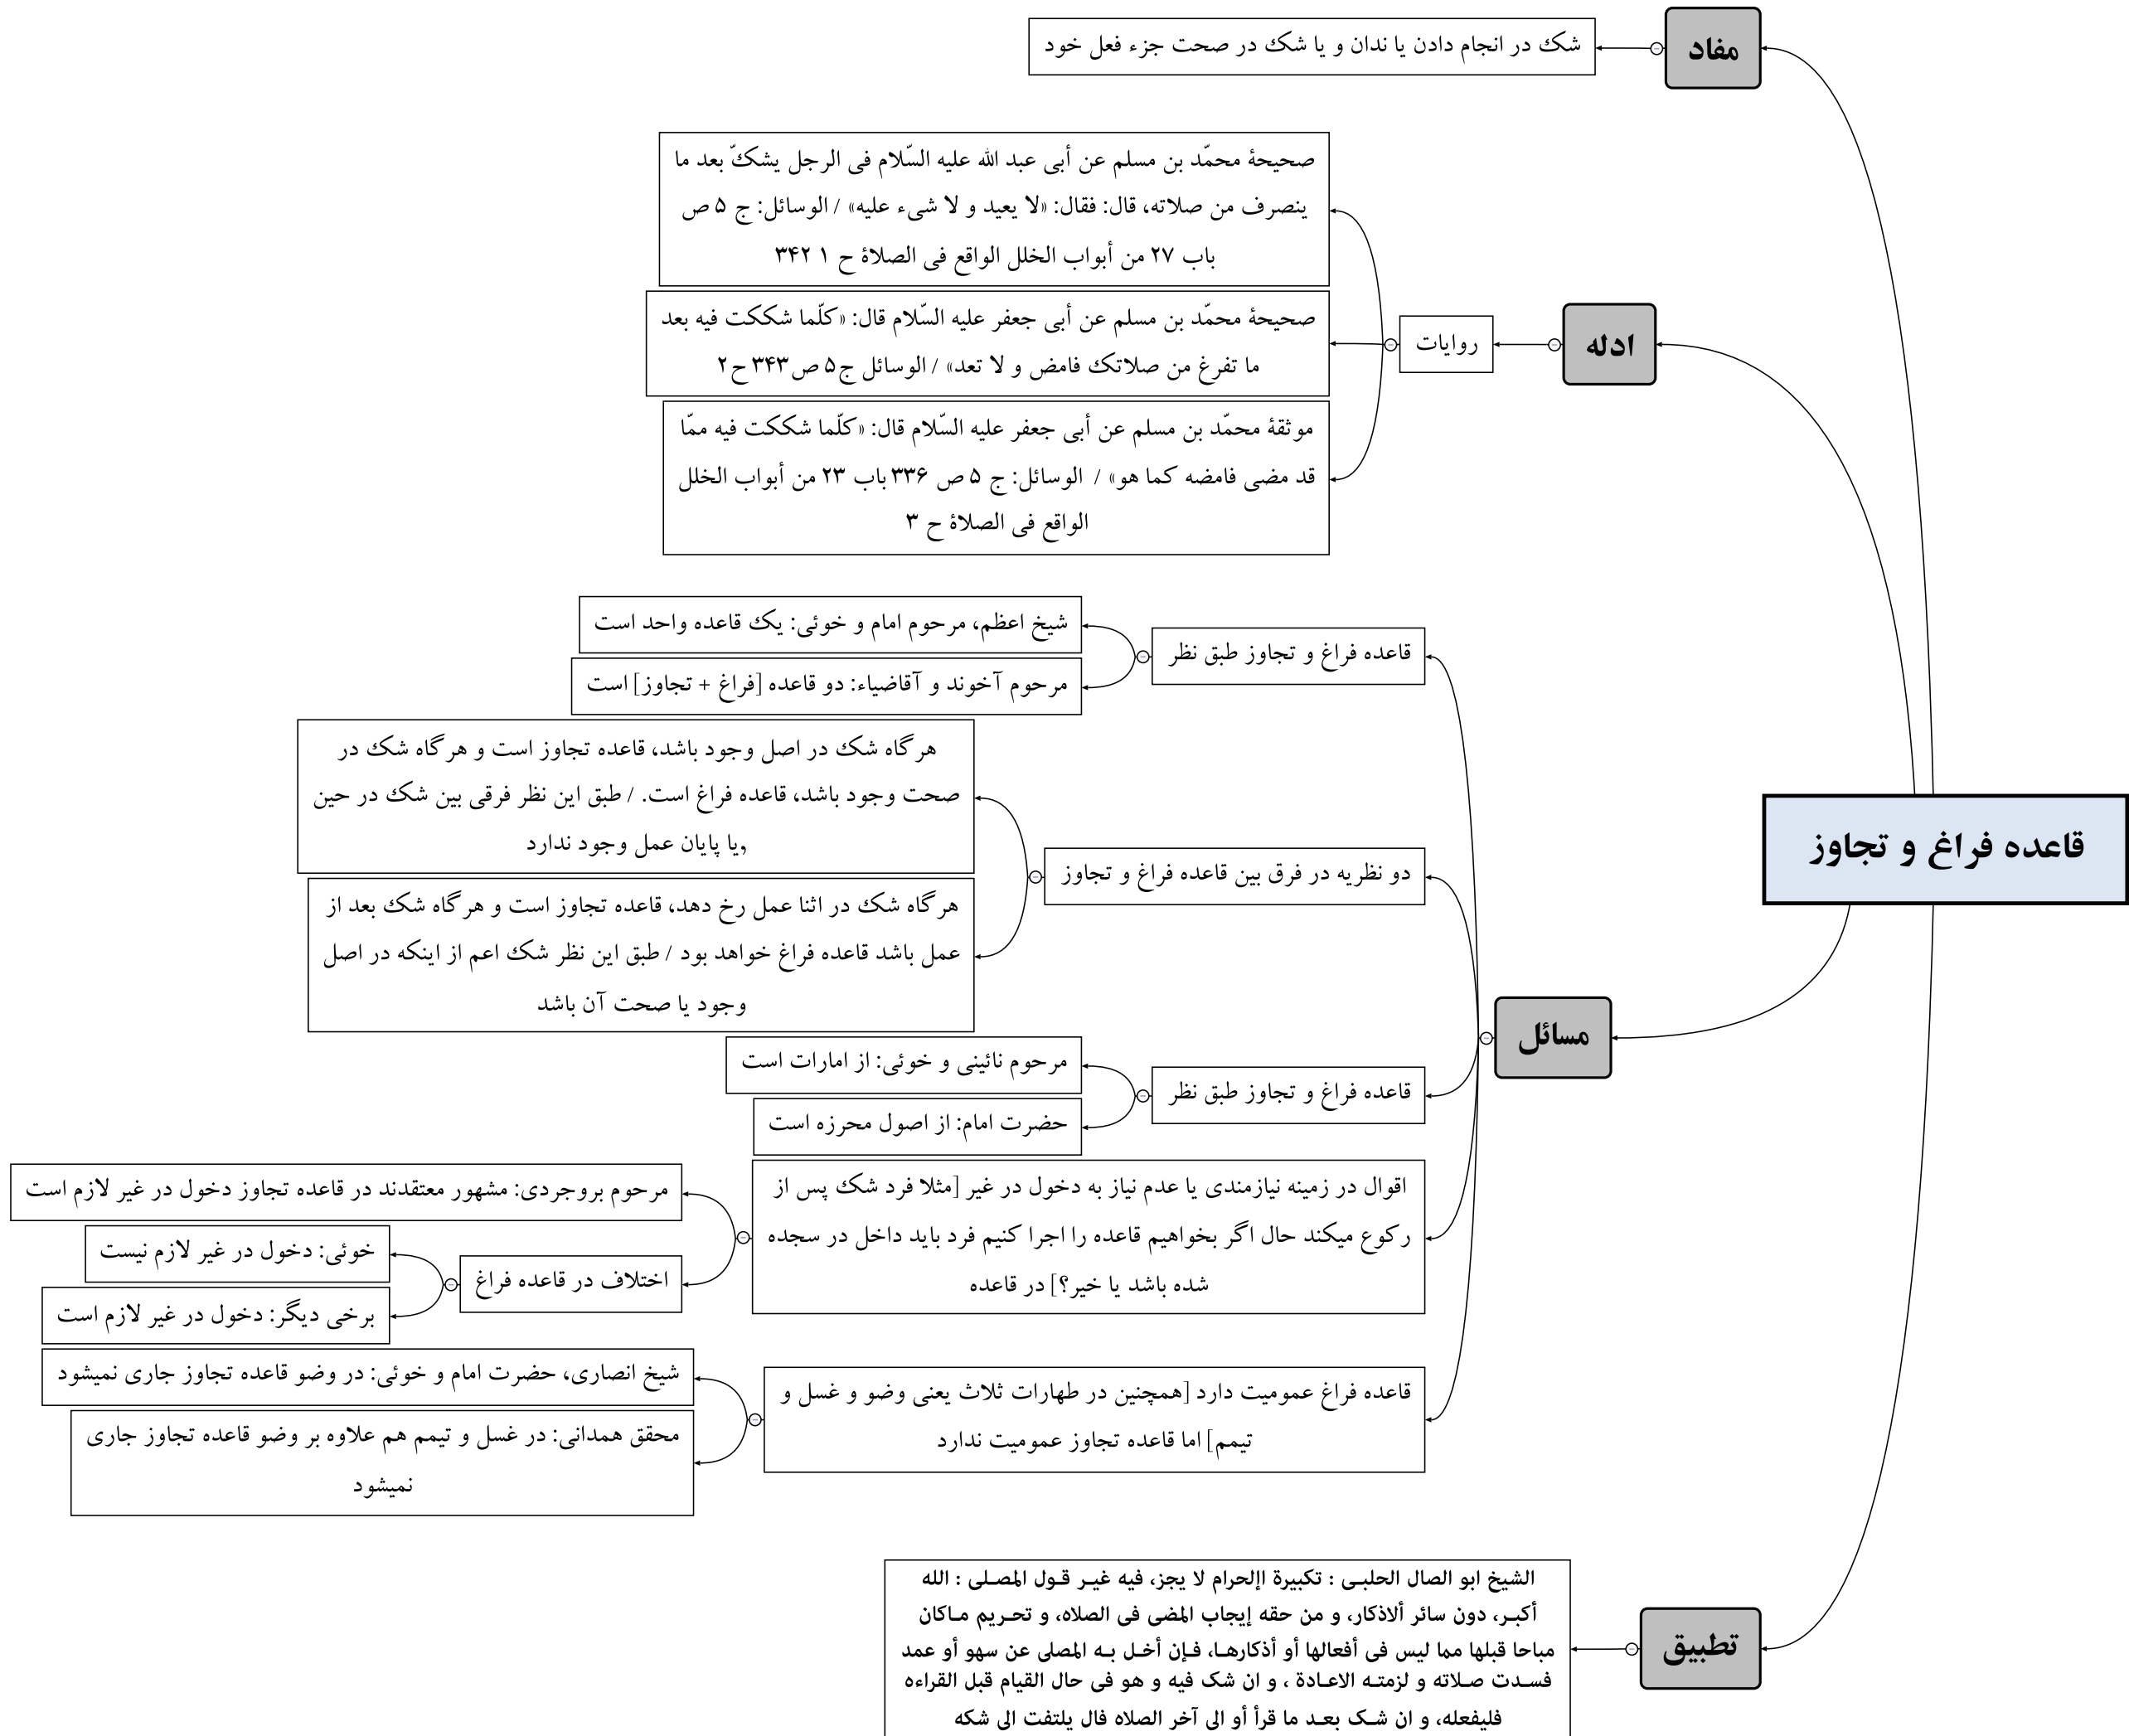 قاعده فراغ و تجاوز
مفاد
شک در انجام دادن یا ندان و یا شک در صحت جزء فعل خود
ادله
روایات
صحیحة محمّد بن مسلم عن أبی عبد الله علیه السّلام فی الرجل یشکّ بعد ما
ینصرف من صلاته، قال: فقال: «لا یعید و لا شیء علیه» / الوسائل: ج ۵ ص
باب ۲۷ من أبواب الخلل الواقع فی الصلاة ح ۱ ۳۴۲
صحیحة محمّد بن مسلم عن أبی جعفر علیه السّلام قال: «کلّما شککت فیه بعد
ما تفرغ من صلاتک فامض و لا تعد» / الوسائل ج۵ ص۳۴۳ ح۲
موثقة محمّد بن مسلم عن أبی جعفر علیه السّلام قال: «کلّما شککت فیه ممّا
قد مضی فامضه کما هو» / الوسائل: ج ۵ ص ۳۳۶ باب ۲۳ من أبواب الخلل
الواقع فی الصلاة ح ۳
مسائل
قاعده فراغ و تجاوز طبق نظر
شیخ اعظم، مرحوم امام و خوئی: یک قاعده واحد است
مرحوم آخوند و آقاضیاء: دو قاعده [فراغ + تجاوز] است
دو نظریه در فرق بین قاعده فراغ و تجاوز
هرگاه شک در اصل وجود باشد، قاعده تجاوز است و هرگاه شک در
صحت وجود باشد، قاعده فراغ است. / طبق این نظر فرقی بین شک در حین
,یا پایان عمل وجود ندارد
هرگاه شک در اثنا عمل رخ دهد، قاعده تجاوز است و هرگاه شک بعد از
عمل باشد قاعده فراغ خواهد بود / طبق این نظر شک اعم از اینکه در اصل
وجود یا صحت آن باشد
قاعده فراغ و تجاوز طبق نظر
مرحوم نائینی و خوئی: از امارات است
حضرت امام: از اصول محرزه است
اقوال در زمینه نیازمندی یا عدم نیاز به دخول در غیر [مثلا فرد شک پس از
رکوع میکند حال اگر بخواهیم قاعده را اجرا کنیم فرد باید داخل در سجده
شده باشد یا خیر؟] در قاعده
مرحوم بروجردی: مشهور معتقدند در قاعده تجاوز دخول در غیر لازم است
اختلاف در قاعده فراغ
خوئی: دخول در غیر لازم نیست
برخی دیگر: دخول در غیر لازم است
قاعده فراغ عمومیت دارد [همچنین در طهارات ثلاث یعنی وضو و غسل و
تیمم] اما قاعده تجاوز عمومیت ندارد
شیخ انصاری، حضرت امام و خوئی: در وضو قاعده تجاوز جاری نمیشود
محقق همدانی: در غسل و تیمم هم علاوه بر وضو قاعده تجاوز جاری
نمیشود
تطبیق
الشیخ ابو الصال الحلبـی : تکبیرة اإلحرام لا یجز، فیه غیـر قـول المصـلی : الله
أکبـر، دون سائر ألاذکار، و من حقه إیجاب المضی فی الصلاه، و تحـریم مـاکان
مباحا قبلها مما لیس فی أفعالها أو أذکارهـا، فـإن أخـل بـه المصلی عن سهو أو عمد
فسـدت صـلاته و لزمتـه الاعـادة ، و ان شک فیه و هو فی حال القیام قبل القراءه
فلیفعله، و ان شـک بعـد ما قرأ أو الی آخر الصلاه فال یلتفت الی شکه